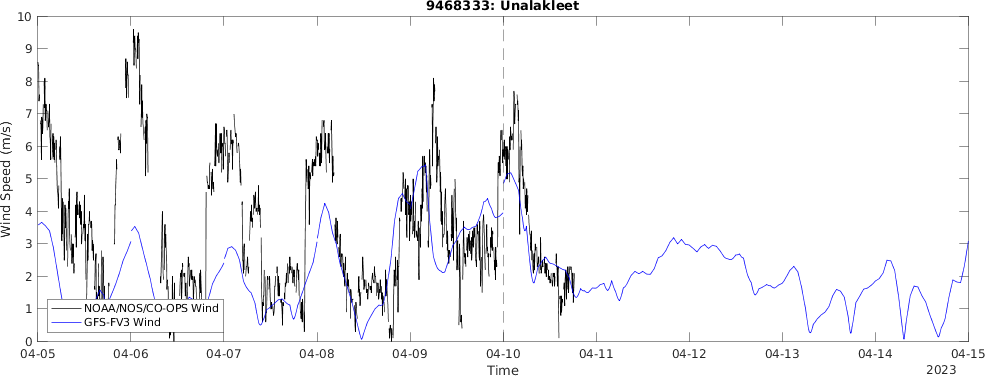 9468333: Unalakleet
Wind Speed (m/s)
10
9
8
7
6
5
4
3
2
1
0
NOAA/NOS/CO-OPS Wind
GFS-FV3 Wind
04-05 04-06 04-07 04-08 04-09 04-10 04-11 04-12 04-13 04-14 04-15
Time
2023